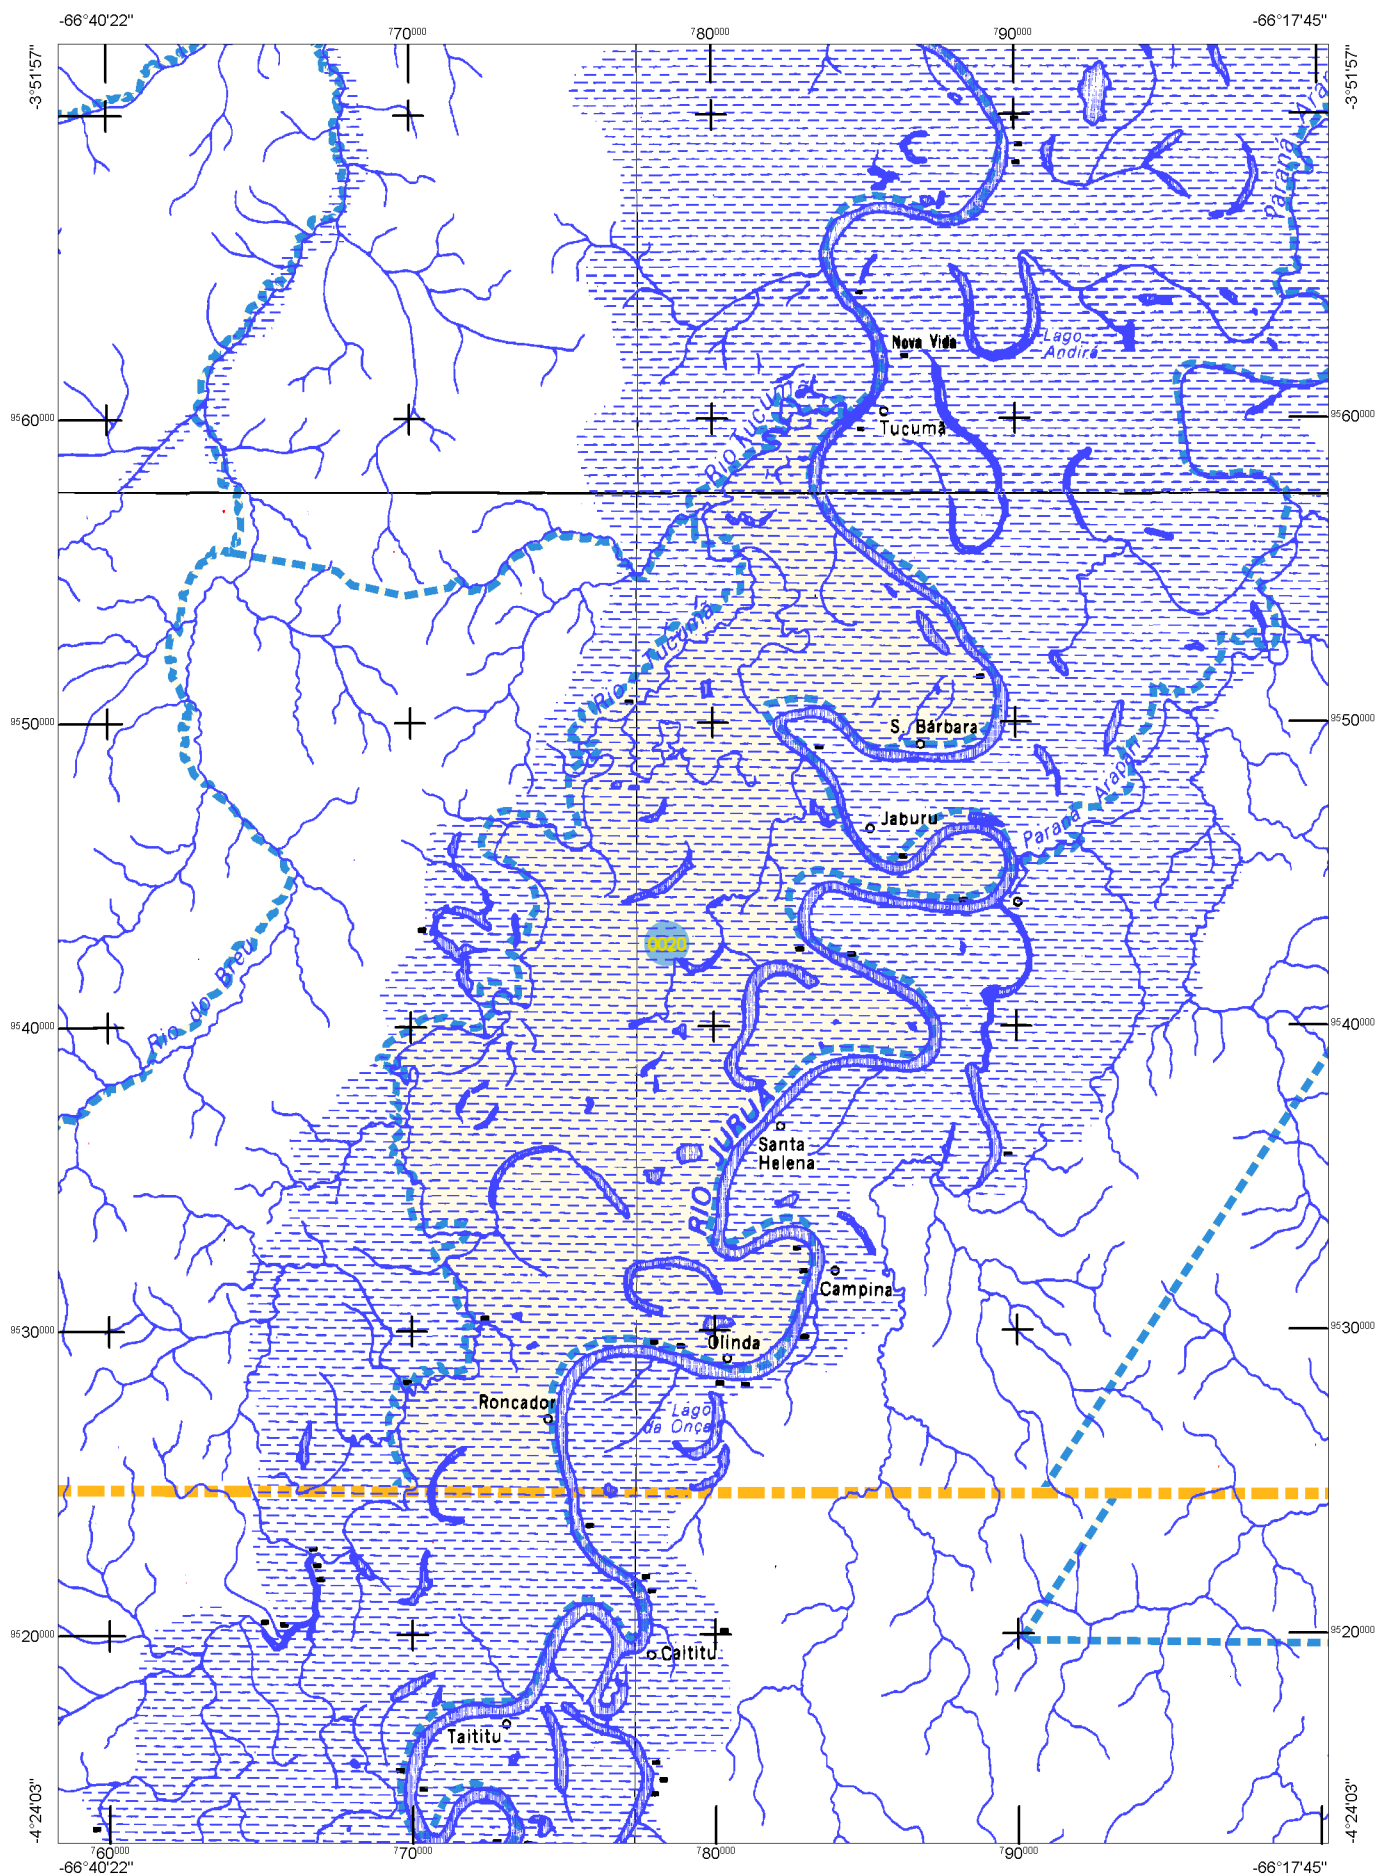 -66°40'22"
-66°17'45"
770000
780000
790000
-3°51'57"
-3°51'57"
Paraná
Nova Vida
Lago
Andirá
Rio Tucumã
9560000
9560000
Tucumã
Rio Tucumã
9550000
9550000
S. Bárbara
Jaburu
Paraná Arapari
0020
Rio do Breu
9540000
9540000
RIO JURUÁ
Santa
Helena
Campina
9530000
9530000
Olinda
Roncador
Lago
da Onça
9520000
9520000
Caititu
Taititu
-4°24'03"
-4°24'03"
760000
770000
780000
790000
-66°40'22"
-66°17'45"